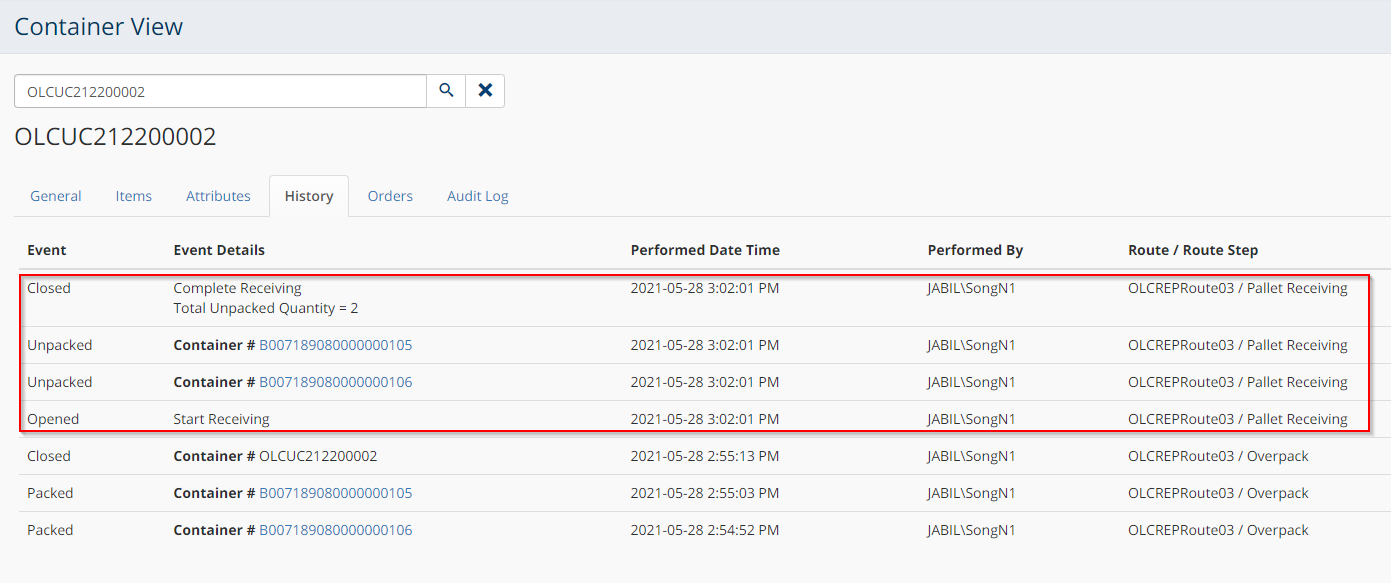 Container View
OLCUC212200002
OLCUC212200002
General Items Attributes History Orders Audit Log
Event Event Details Performed Date Time Performed By Route / Route Step
Closed Complete Receiving 2021-05-28 3:02:01 PM JABIL\SongN1 OLCREPRoute03 / Pallet Receiving
Total Unpacked Quantity = 2
Unpacked Container # B007189080000000105 2021-05-28 3:02:01 PM JABIL\SongN1 OLCREPRoute03 / Pallet Receiving
Unpacked Container # B007189080000000106 2021-05-28 3:02:01 PM JABIL\SongN1 OLCREPRoute03 / Pallet Receiving
Opened Start Receiving 2021-05-28 3:02:01 PM JABIL\SongN1 OLCREPRoute03 / Pallet Receiving
Closed Container # OLCUC212200002 2021-05-28 2:55:13 PM JABIL\SongN1 OLCREPRoute03 / Overpack
Packed Container # B007189080000000105 2021-05-28 2:55:03 PM JABIL\SongN1 OLCREPRoute03 / Overpack
Packed Container # B007189080000000106 2021-05-28 2:54:52 PM JABIL\SongN1 OLCREPRoute03 / Overpack